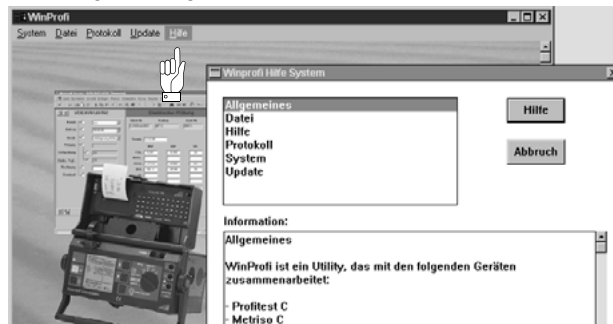 WinProfi
System Datei Protokoll Update Hilfe
Winprofi Hilfe System
Allgemeines
Datei
Hilfe
Protokoll
System
Update
Hilfe
Abbruch
Information:
Allgemeines
WinProfi ist ein Utility, das mit den folgenden Geräten
zusammenarbeitet:
- Profitest C
- Metriso C